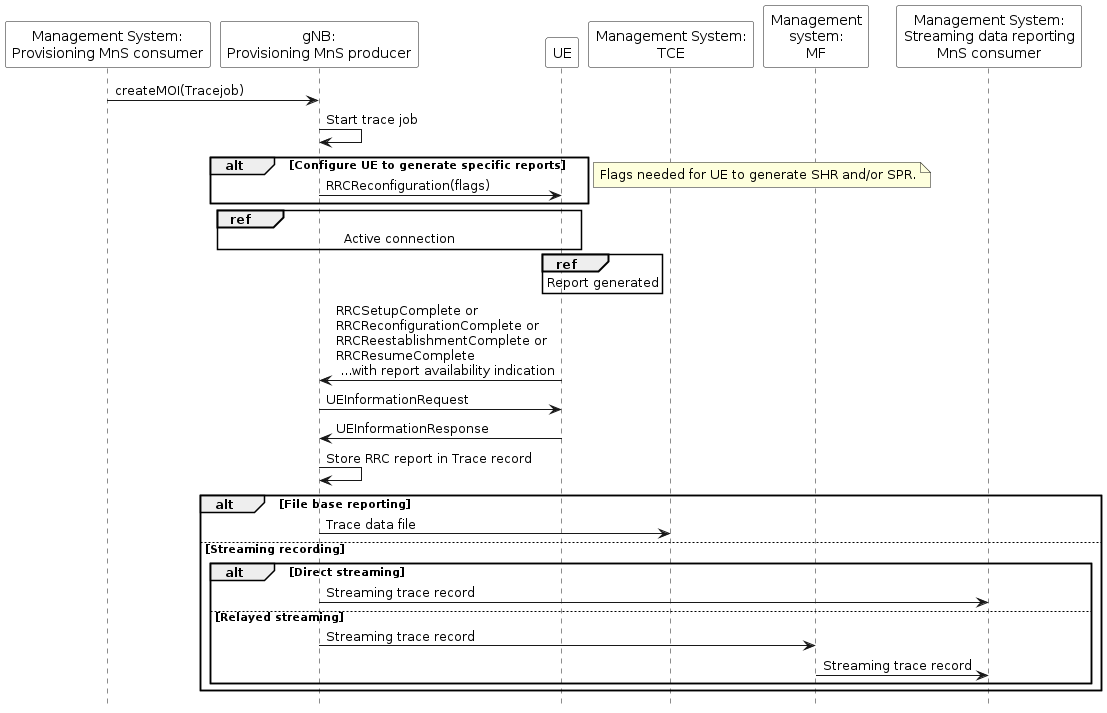 Management System:
Provisioning MnS consumer
gNB:
Provisioning MnS producer
UE
Management System:
TCE
Management
system:
MF
Management System:
Streaming data reporting
MnS consumer
createMOI(Tracejob)
Start trace job
alt
[Configure UE to generate specific reports]
Flags needed for UE to generate SHR and/or SPR.
RRCReconfiguration(flags)
ref
Active connection
ref
Report generated
RRCSetupComplete or
RRCReconfigurationComplete or
RRCReestablishmentComplete or
RRCResumeComplete
...with report availability indication
UEInformationRequest
UEInformationResponse
Store RRC report in Trace record
alt
[File base reporting]
Trace data file
[Streaming recording]
alt
[Direct streaming]
Streaming trace record
[Relayed streaming]
Streaming trace record
Streaming trace record